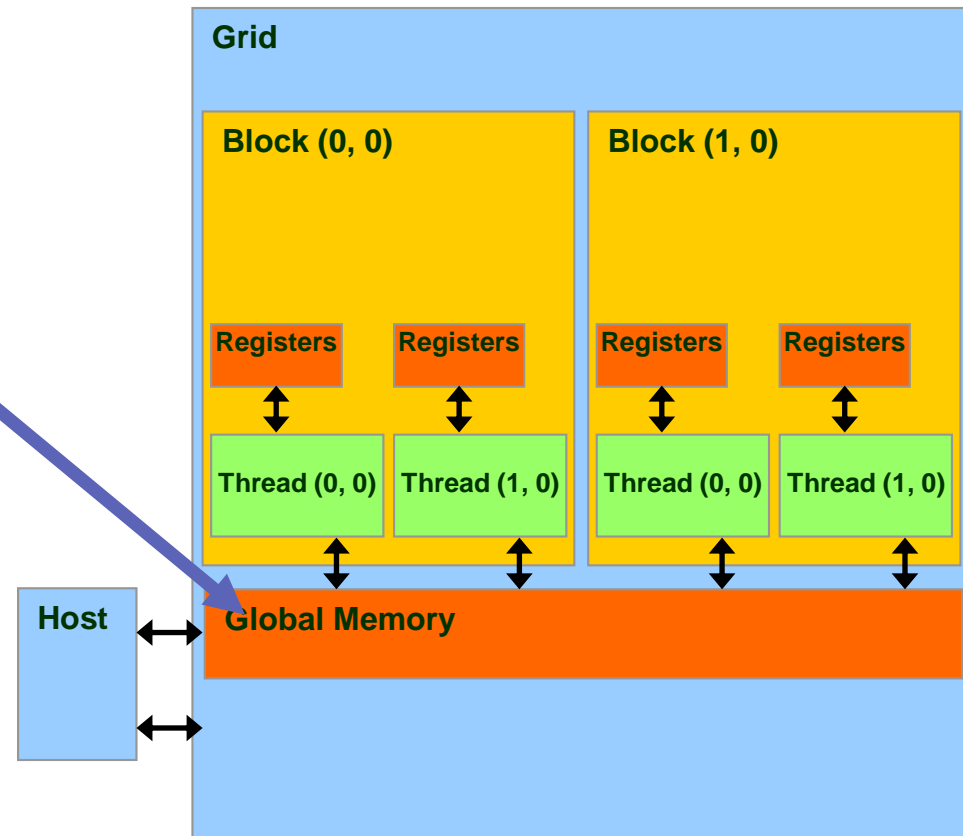 Grid
Block (0, 0)
Block (1, 0)
Registers
Registers
Registers
Registers
Thread (0, 0)
Thread (1, 0)
Thread (0, 0)
Thread (1, 0)
Host
Global Memory